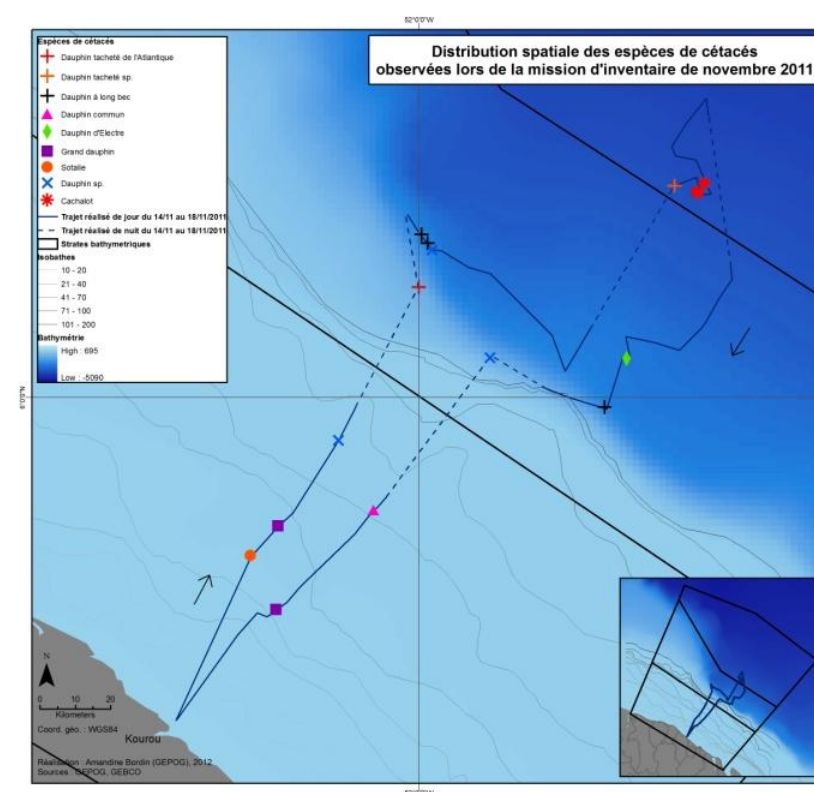 52°0'0"W
Distribution spatiale des espèces de cétacés
observées lors de la mission d'inventaire de novembre 2011
Espèces de cétacés
Dauphin tacheté de l'Atlantique
Dauphin tacheté sp.
Dauphin à long bec
Dauphin commun
Dauphin d'Electre
Grand dauphin
Sotalie
Dauphin sp.
Cachalot
Trajet réalisé de jour du 14/11 au 18/11/2011
Trajet réalisé de nuit du 14/11 au 18/11/2011
Strates bathymetriques
Isobathes
10 - 20
21 - 40
41 - 70
71 - 100
101 - 200
Bathymétrie
High : 695
Low : -5090
6°0'0"N
N
0 10 20
Kilometers
Coord. géo. : WGS84
Kourou
Réalisation : Amandine Bordin (GEPOG), 2012
Sources : GEPOG, GEBCO
52°0'0"W